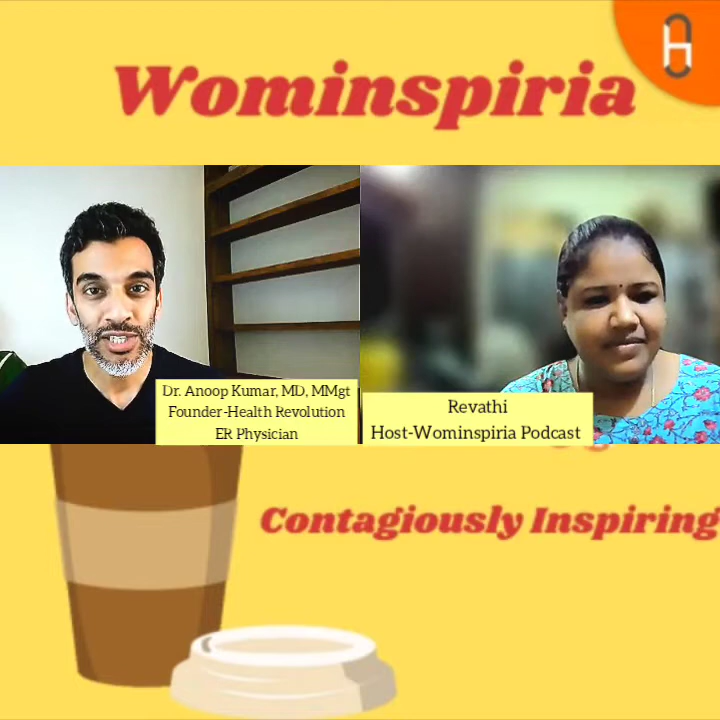 Wominspiria
Dr. Anoop Kumar, MD, MMgt
Founder-Health Revolution
ER Physician
Revathi
Host-Wominspiria Podcast
Contagiously Inspiring